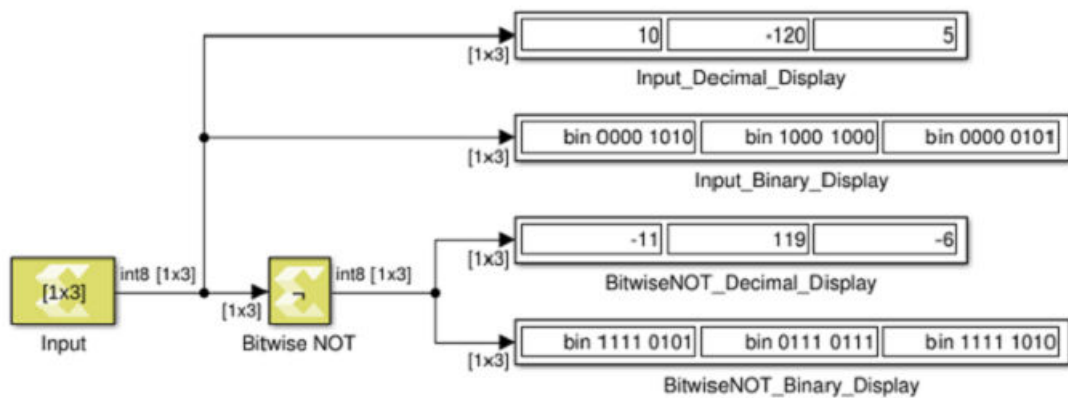 [1x3] 10 -120 5
Input_Decimal_Display
[1x3] bin 0000 1010 bin 1000 1000 bin 0000 0101
Input_Binary_Display
[1x3] -11 119 -6
BitwiseNOT_Decimal_Display
[1x3] int8 [1x3] [1x3] ¬ int8 [1x3]
Input Bitwise NOT
[1x3] bin 1111 0101 bin 0111 0111 bin 1111 1010
BitwiseNOT_Binary_Display